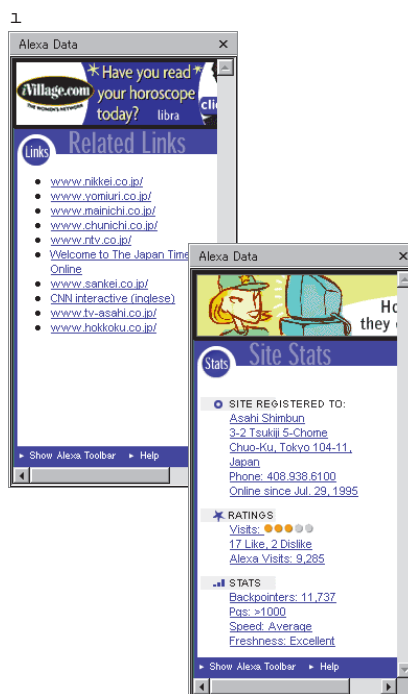 1
Alexa Data
iVillage.com
THE WOMEN'S NETWORK
Have you read
your horoscope
today? libra
clic
Links
Related Links
www.nikkei.co.jp/
www.yomiuri.co.jp/
www.mainichi.co.jp/
www.chunichi.co.jp/
www.ntv.co.jp/
Welcome to The Japan Time
Online
www.sankei.co.jp/
CNN interactive (inglese)
www.tv-asahi.co.jp/
www.hokkoku.co.jp/
Show Alexa Toolbar Help
Alexa Data
Ho
they
Stats
Site Stats
SITE REGISTERED TO:
Asahi Shimbun
3-2 Tsukiji 5-Chome
Chuo-Ku, Tokyo 104-11,
Japan
Phone: 408.938.6100
Online since Jul. 29, 1995
RATINGS
Visits:
17 Like, 2 Dislike
Alexa Visits: 9,285
STATS
Backpointers: 11,737
Pgs: >1000
Speed: Average
Freshness: Excellent
Show Alexa Toolbar Help